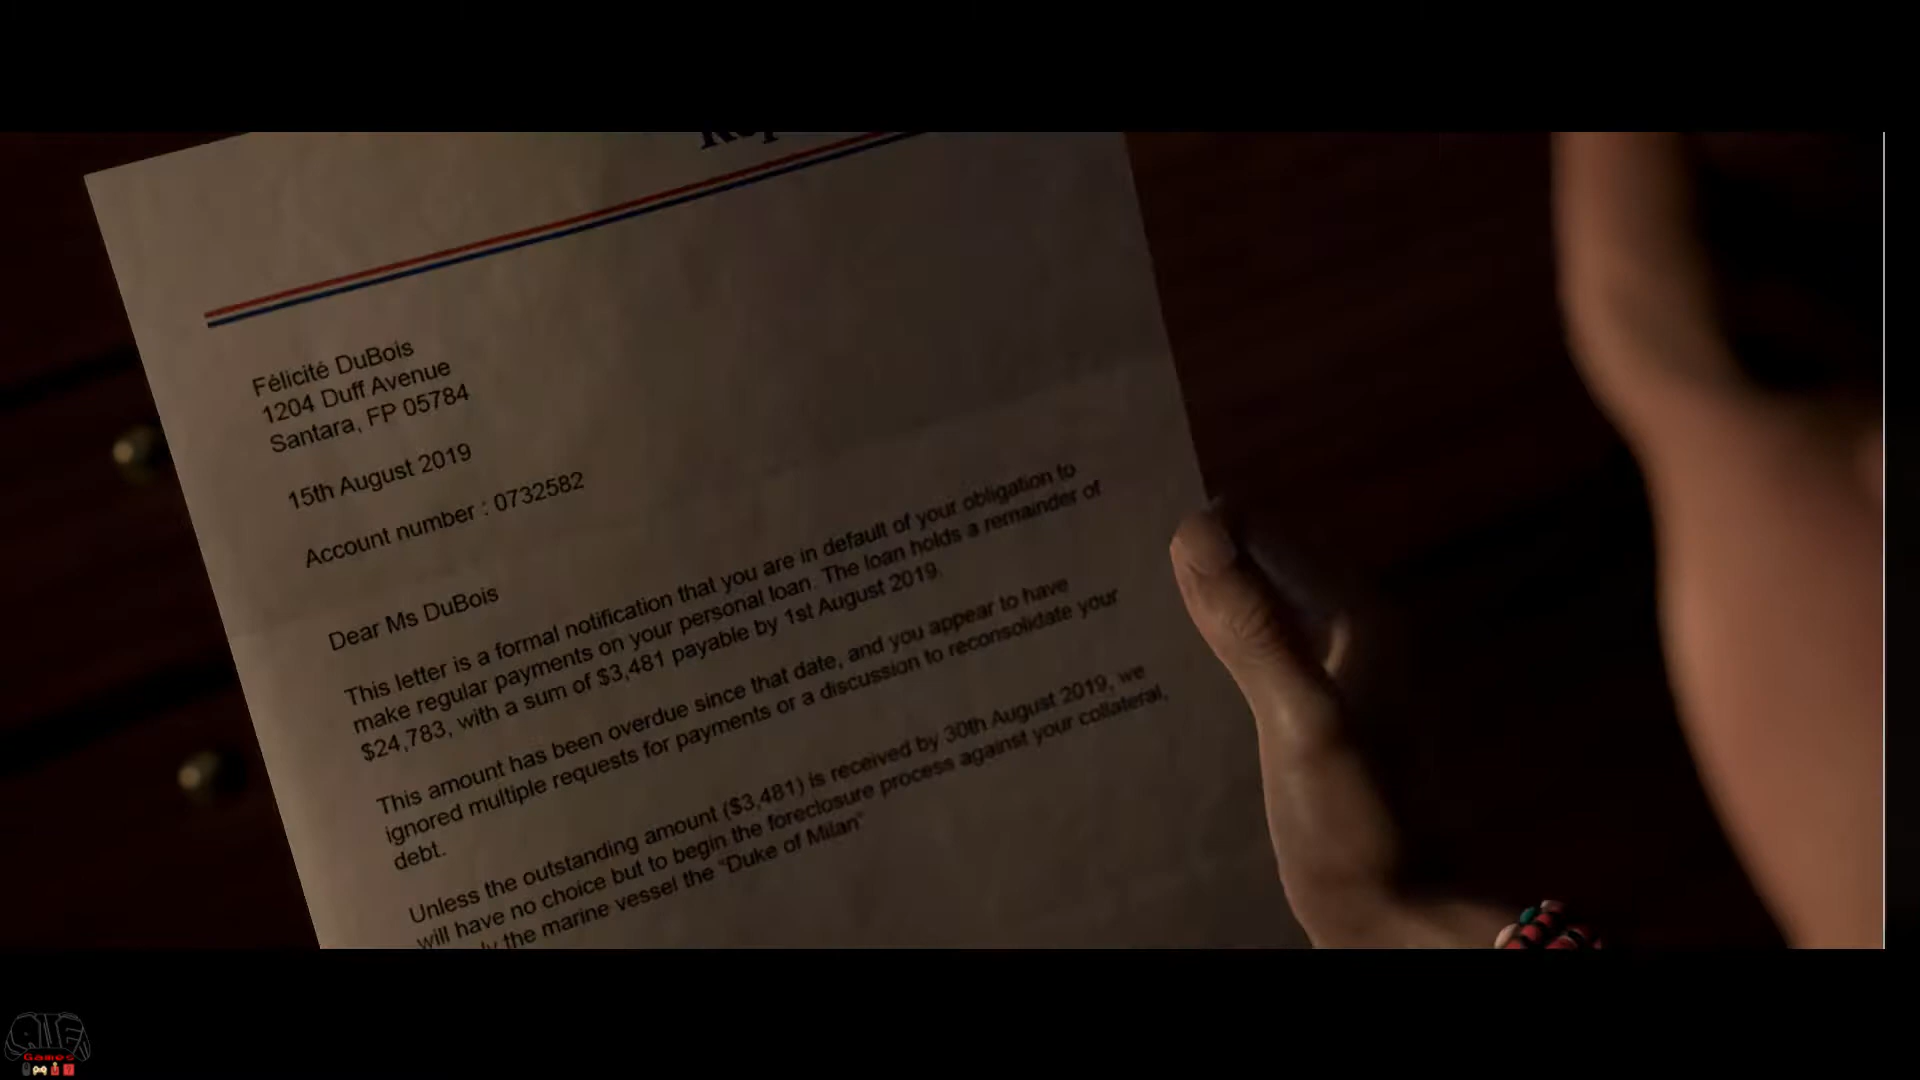 Félicité DuBois
1204 Duff Avenue
Santara, FP 05784
15th August 2019
Account number : 0732582
Dear Ms DuBois
This letter is a formal notification that you are in default of your obligation to
make regular payments on your personal loan. The loan holds a remainder of
$24,783, with a sum of $3,481 payable by 1st August 2019.
This amount has been overdue since that date, and you appear to have
ignored multiple requests for payments or a discussion to reconsolidate your
debt.
Unless the outstanding amount ($3,481) is received by 30th August 2019, we
will have no choice but to begin the foreclosure process against your collateral,
the marine vessel the "Duke of Milan"
Games